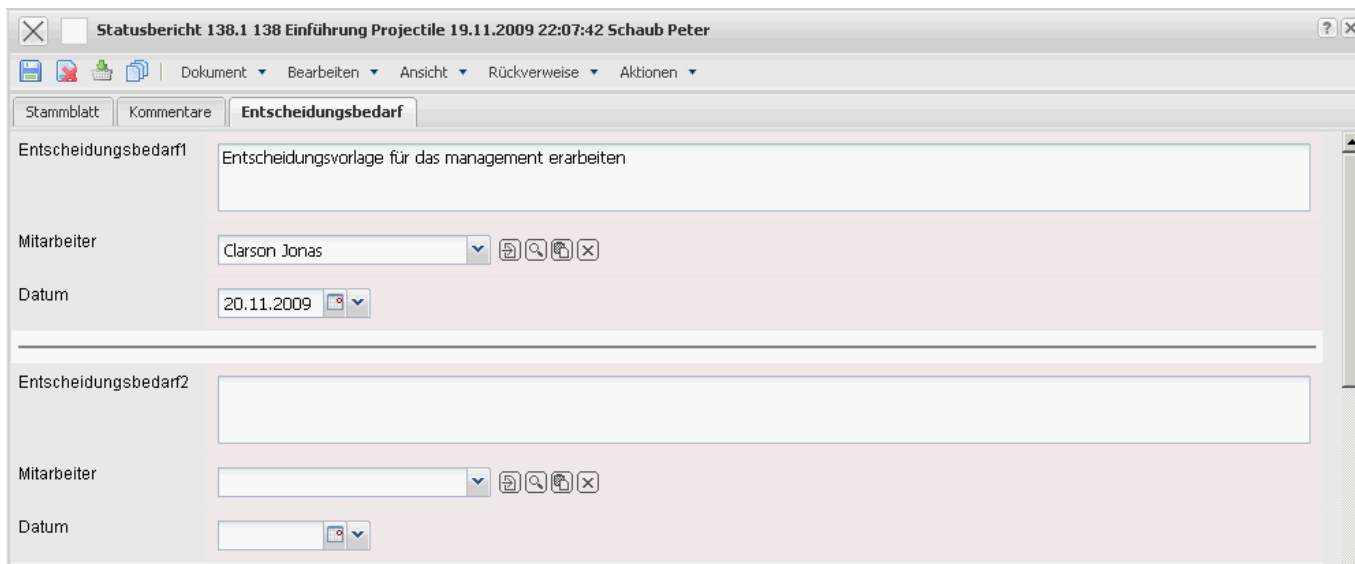 Statusbericht 138.1 138 Einführung Projectile 19.11.2009 22:07:42 Schaub Peter
?
Dokument Bearbeiten Ansicht Rückverweise Aktionen
Stammblatt Kommentare Entscheidungsbedarf
Entscheidungsbedarf1 Entscheidungsvorlage für das management erarbeiten
Mitarbeiter Clarson Jonas
Datum 20.11.2009
Entscheidungsbedarf2
Mitarbeiter
Datum